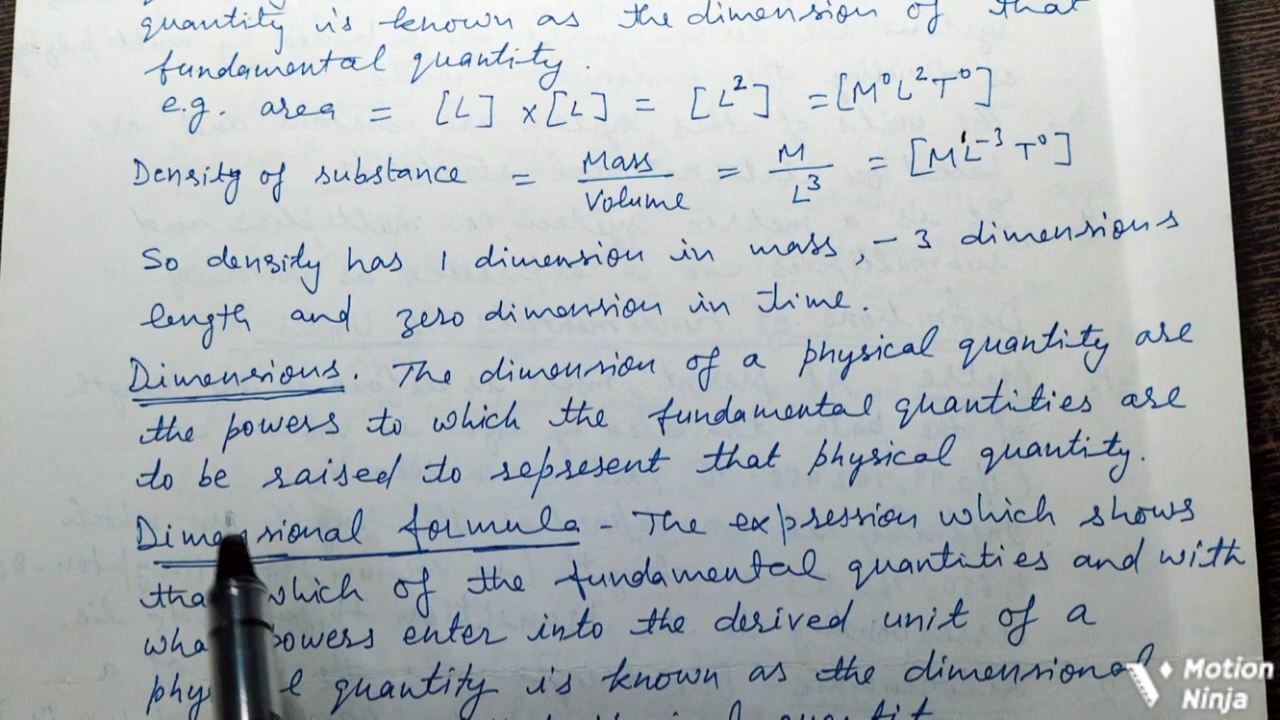 quantity is known as the dimension of that
fundamental quantity.
e.g. area = [L] x [L] = [L²] = [M⁰L²T⁰]
Density of substance = Mass/Volume = M/L³ = [M¹L⁻³T⁰]
So density has 1 dimension in mass, -3 dimensions
length and zero dimension in time.
Dimensions. The dimension of a physical quantity are
the powers to which the fundamental quantities are
to be raised to represent that physical quantity.
Dimensional formula - The expression which shows
which of the fundamental quantities and with
powers enter into the derived unit of a
quantity is known as the dimensional
Motion
Ninja